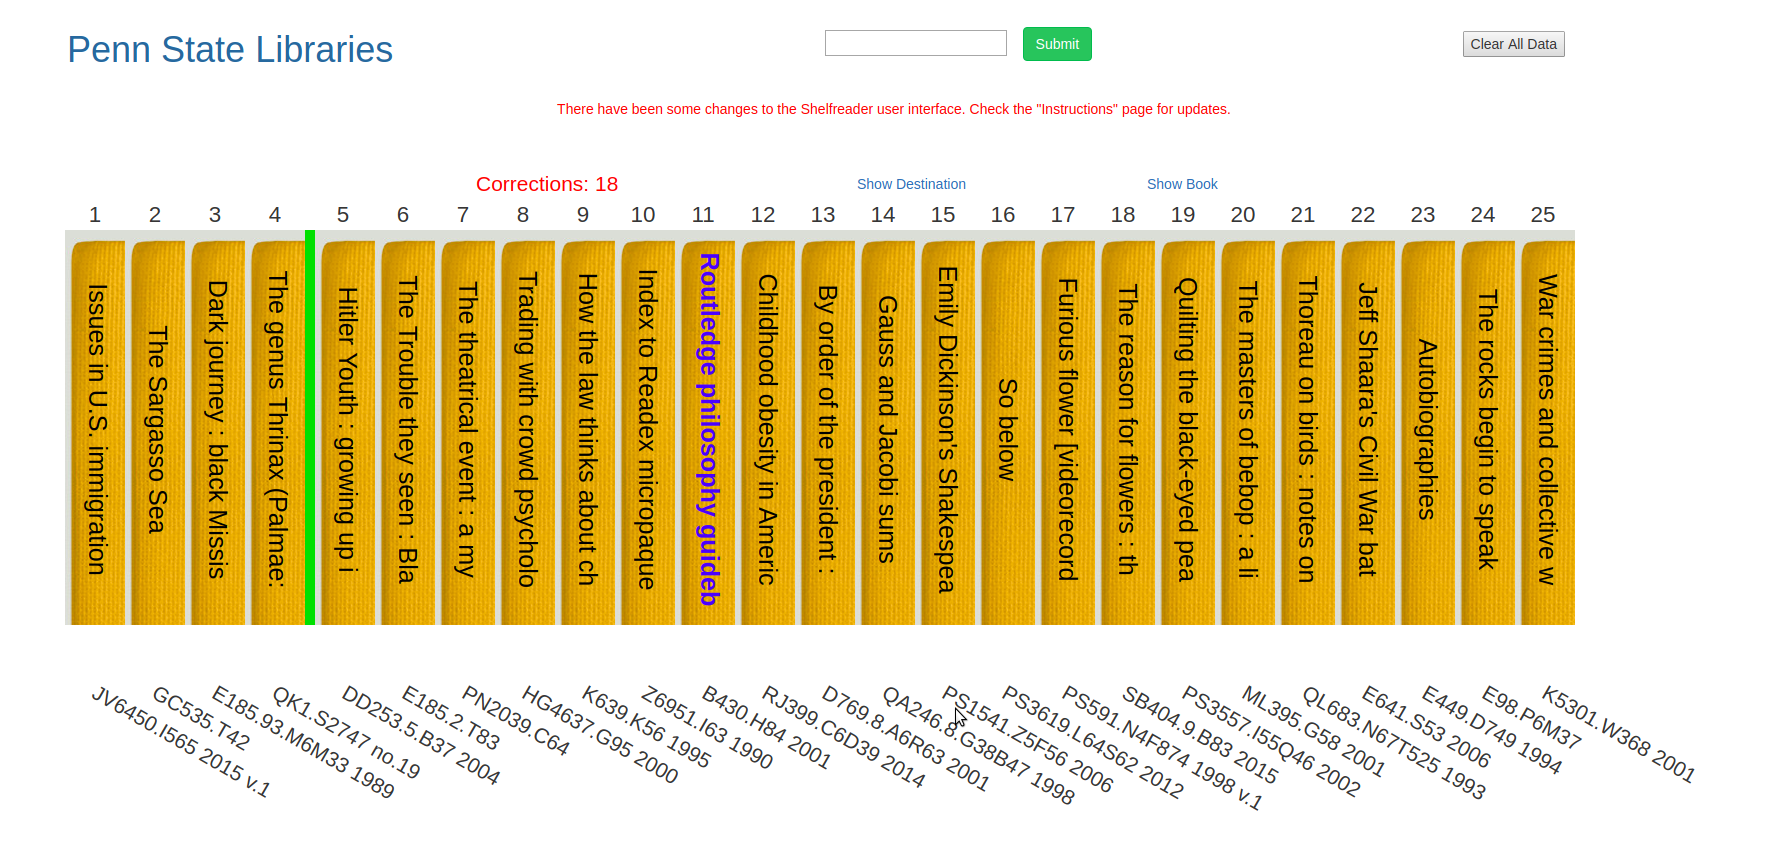 Penn State Libraries
Submit
Clear All Data
There have been some changes to the Shelfreader user interface. Check the "Instructions" page for updates.
Corrections: 18
Show Destination
Show Book
1 2 3 4 5 6 7 8 9 10 11 12 13 14 15 16 17 18 19 20 21 22 23 24 25
Issues in U.S. immigration
The Sargasso Sea
Dark journey : black Missis
The genus Thrinax (Palmae:
Hitler Youth : growing up i
The Trouble they seen : Bla
The theatrical event : a my
Trading with crowd psycholo
How the law thinks about ch
Index to Readex micropaque
Routledge philosophy guideb
Childhood obesity in Americ
By order of the president :
Gauss and Jacobi sums
Emily Dickinson's Shakespea
So below
Furious flower [videorecord
The reason for flowers : th
Quilting the black-eyed pea
The masters of bebop : a li
Thoreau on birds : notes on
Jeff Shaara's Civil War bat
Autobiographies
The rocks begin to speak
War crimes and collective w
JV6450.I565 2015 v.1
GC535.T42
E185.93.M6M33 1989
QK1.S2747 no.19
DD253.5.B37 2004
E185.2.T83
PN2039.C64
HG4637.G95 2000
K639.K56 1995
Z6951.I63 1990
B430.H84 2001
RJ399.C6D39 2014
D769.8.A6R63 2001
QA246.8.G38B47 1998
PS1541.Z5F56 2006
PS3619.L64S62 2012
PS591.N4F874 1998 v.1
SB404.9.B83 2015
PS3557.I55Q46 2002
ML395.G58 2001
QL683.N67T525 1993
E641.S53 2006
E449.D749 1994
E98.P6M37
K5301.W368 2001